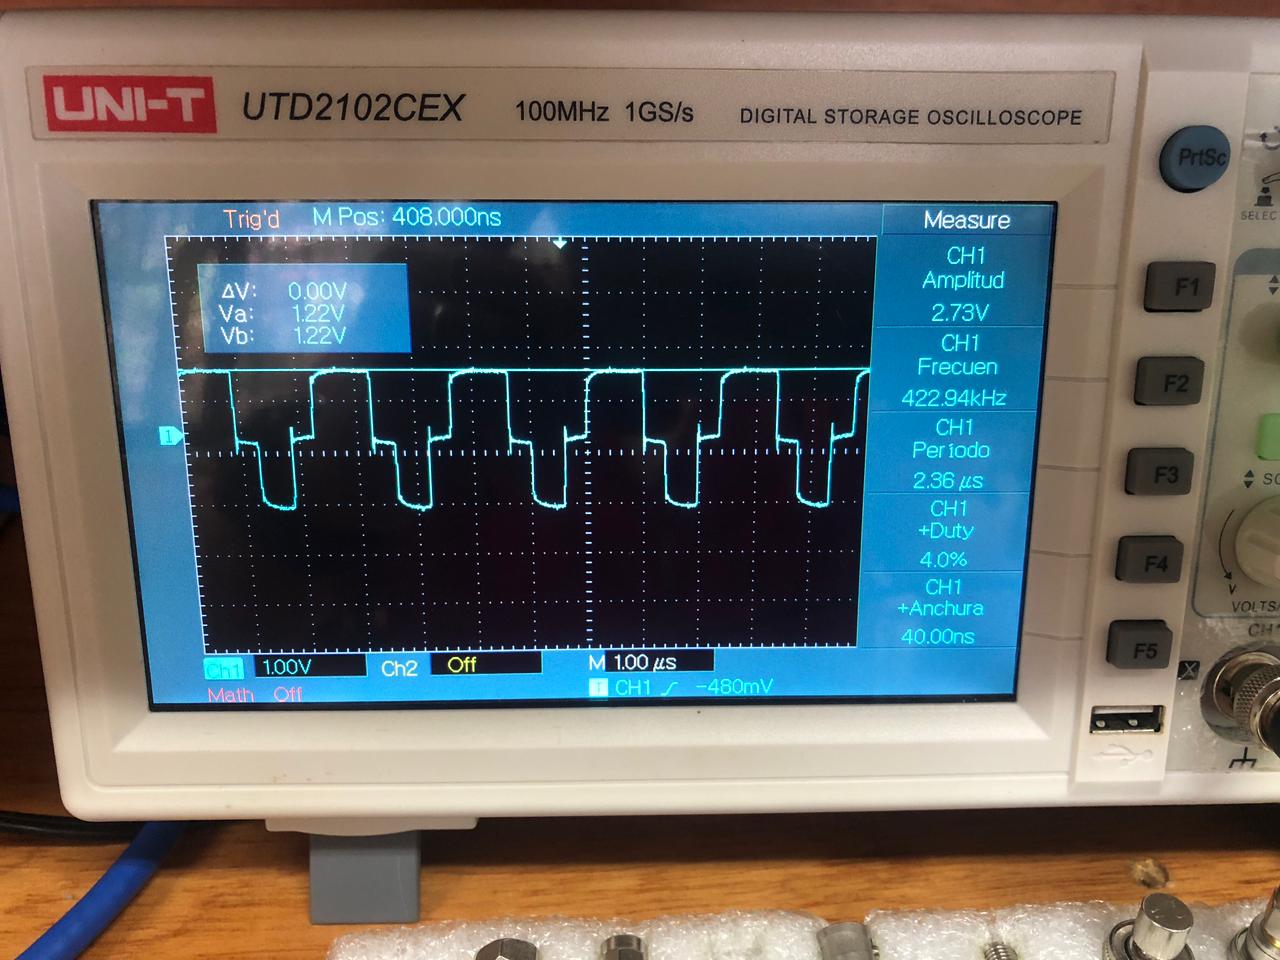 UNI-T UTD2102CEX 100MHz 1GS/s DIGITAL STORAGE OSCILLOSCOPE
PrtSc
Trig'd M Pos: 408.000ns Measure
ΔV: 0.00V
Va: 1.22V
Vb: 1.22V
CH1
Amplitud
2.73V
CH1
Frecuen
422.94kHz
CH1
Período
2.36 µs
CH1
+Duty
4.0%
CH1
+Anchura
40.00ns
1
Ch1 1.00V Ch2 Off M 1.00 µs
Math Off CH1 -480mV
F1
F2
F3
F4
F5
VOLTS/